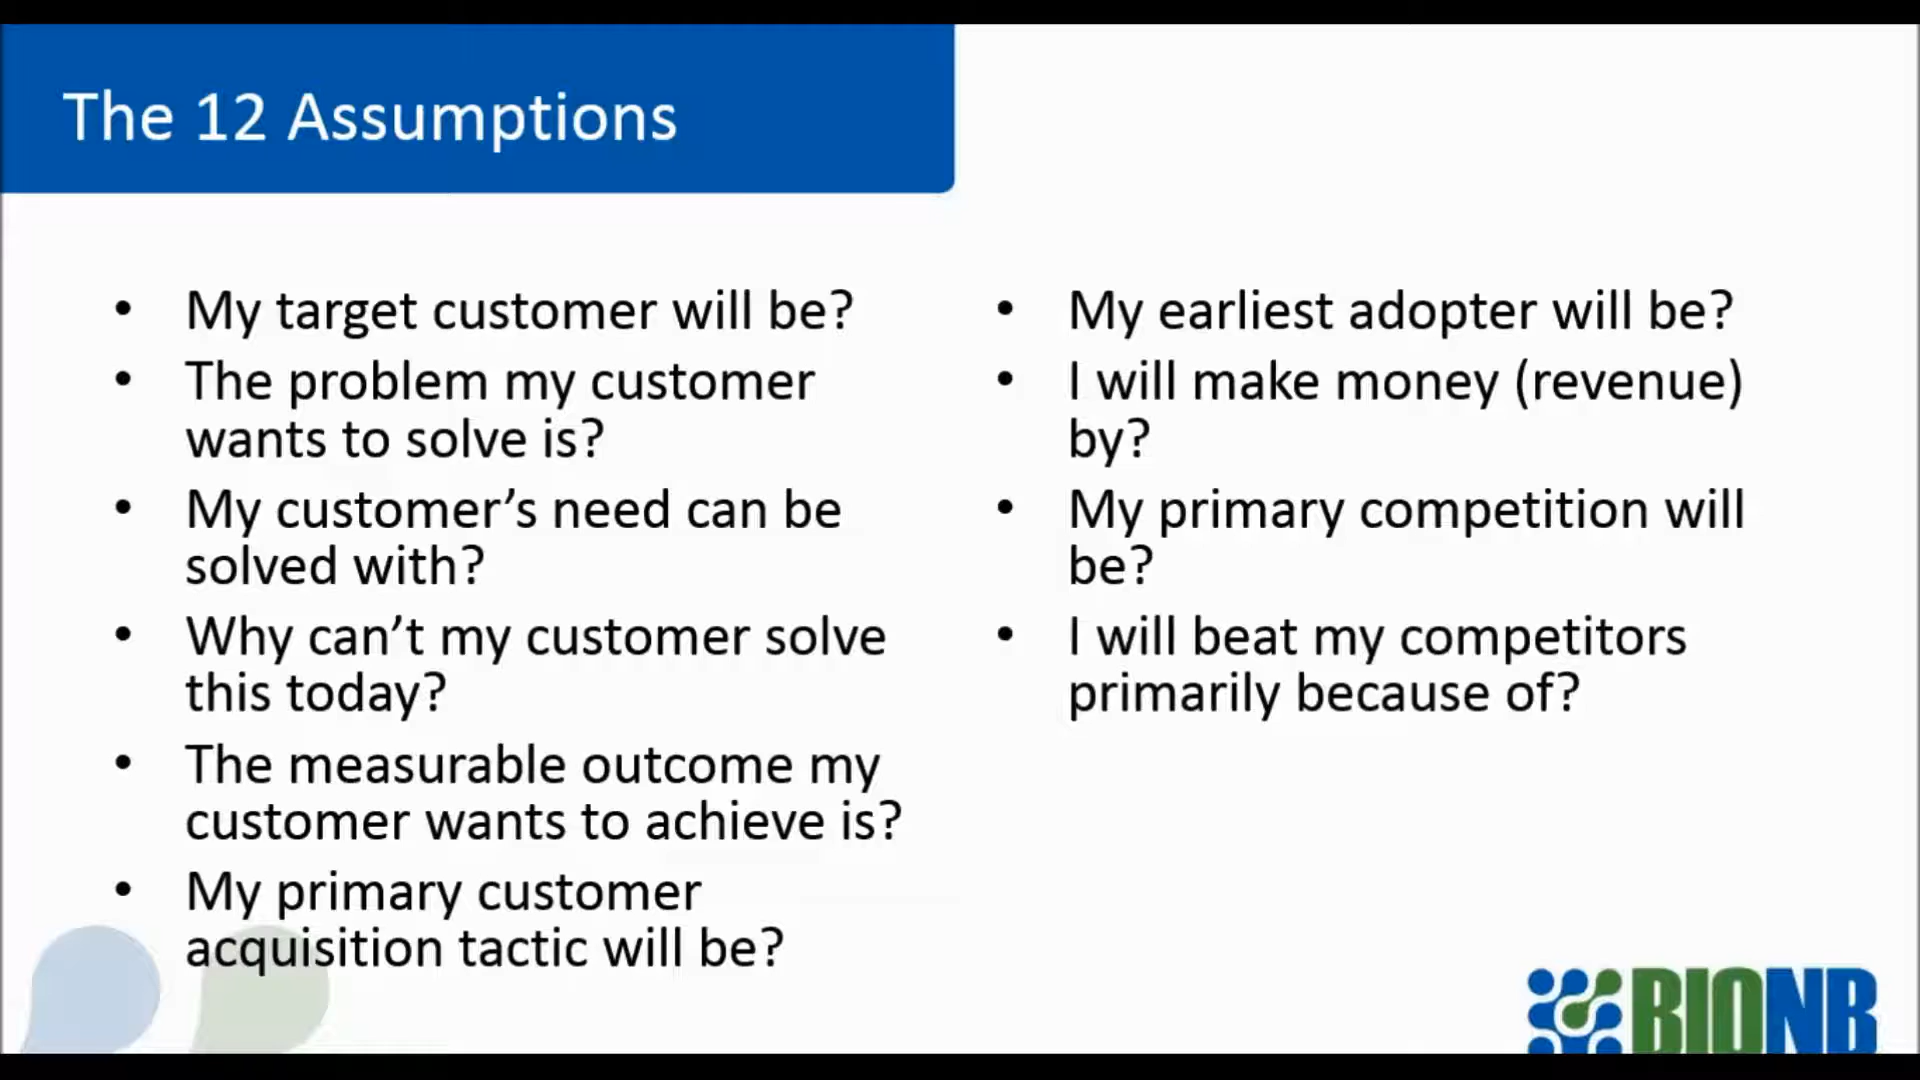 The 12 Assumptions
• My target customer will be?
• The problem my customer
wants to solve is?
• My customer’s need can be
solved with?
• Why can’t my customer solve
this today?
• The measurable outcome my
customer wants to achieve is?
• My primary customer
acquisition tactic will be?
• My earliest adopter will be?
• I will make money (revenue)
by?
• My primary competition will
be?
• I will beat my competitors
primarily because of?
BIONB